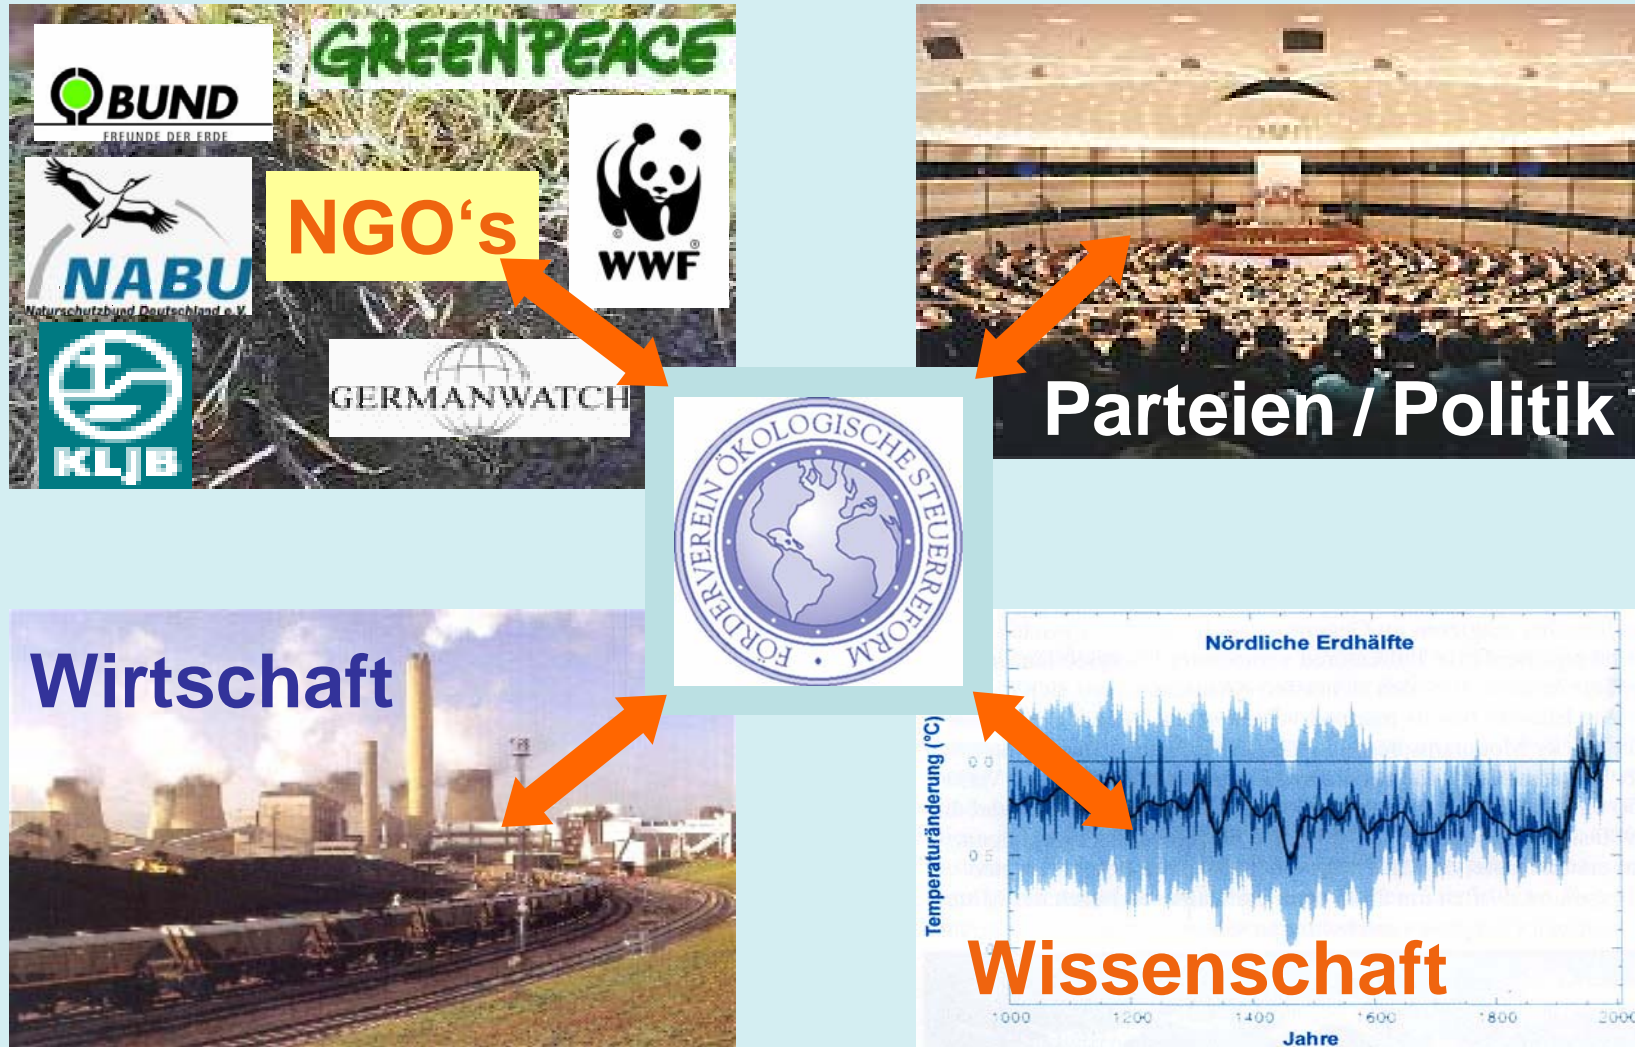 GREENPEACE
BUND
FREUNDE DER ERDE
NGO‘s
WWF
NABU
Naturschutzbund Deutschland e.V.
KLJB
GERMANWATCH
Parteien / Politik
FÖRDERVEREIN ÖKOLOGISCHE STEUERREFORM
Wirtschaft
Nördliche Erdhälfte
Temperaturänderung (°C)
0 0
0 5
Wissenschaft
1000 1200 1400 1600 1800 2000
Jahre